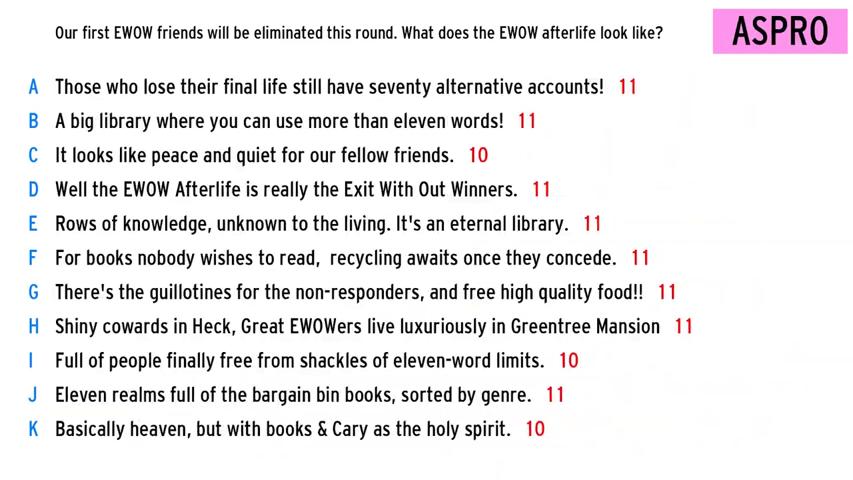 Our first EWOW friends will be eliminated this round. What does the EWOW afterlife look like?
ASPRO
A Those who lose their final life still have seventy alternative accounts! 11
B A big library where you can use more than eleven words! 11
C It looks like peace and quiet for our fellow friends. 10
D Well the EWOW Afterlife is really the Exit With Out Winners. 11
E Rows of knowledge, unknown to the living. It's an eternal library. 11
F For books nobody wishes to read, recycling awaits once they concede. 11
G There's the guillotines for the non-responders, and free high quality food!! 11
H Shiny cowards in Heck, Great EWOWers live luxuriously in Greentree Mansion 11
I Full of people finally free from shackles of eleven-word limits. 10
J Eleven realms full of the bargain bin books, sorted by genre. 11
K Basically heaven, but with books & Cary as the holy spirit. 10